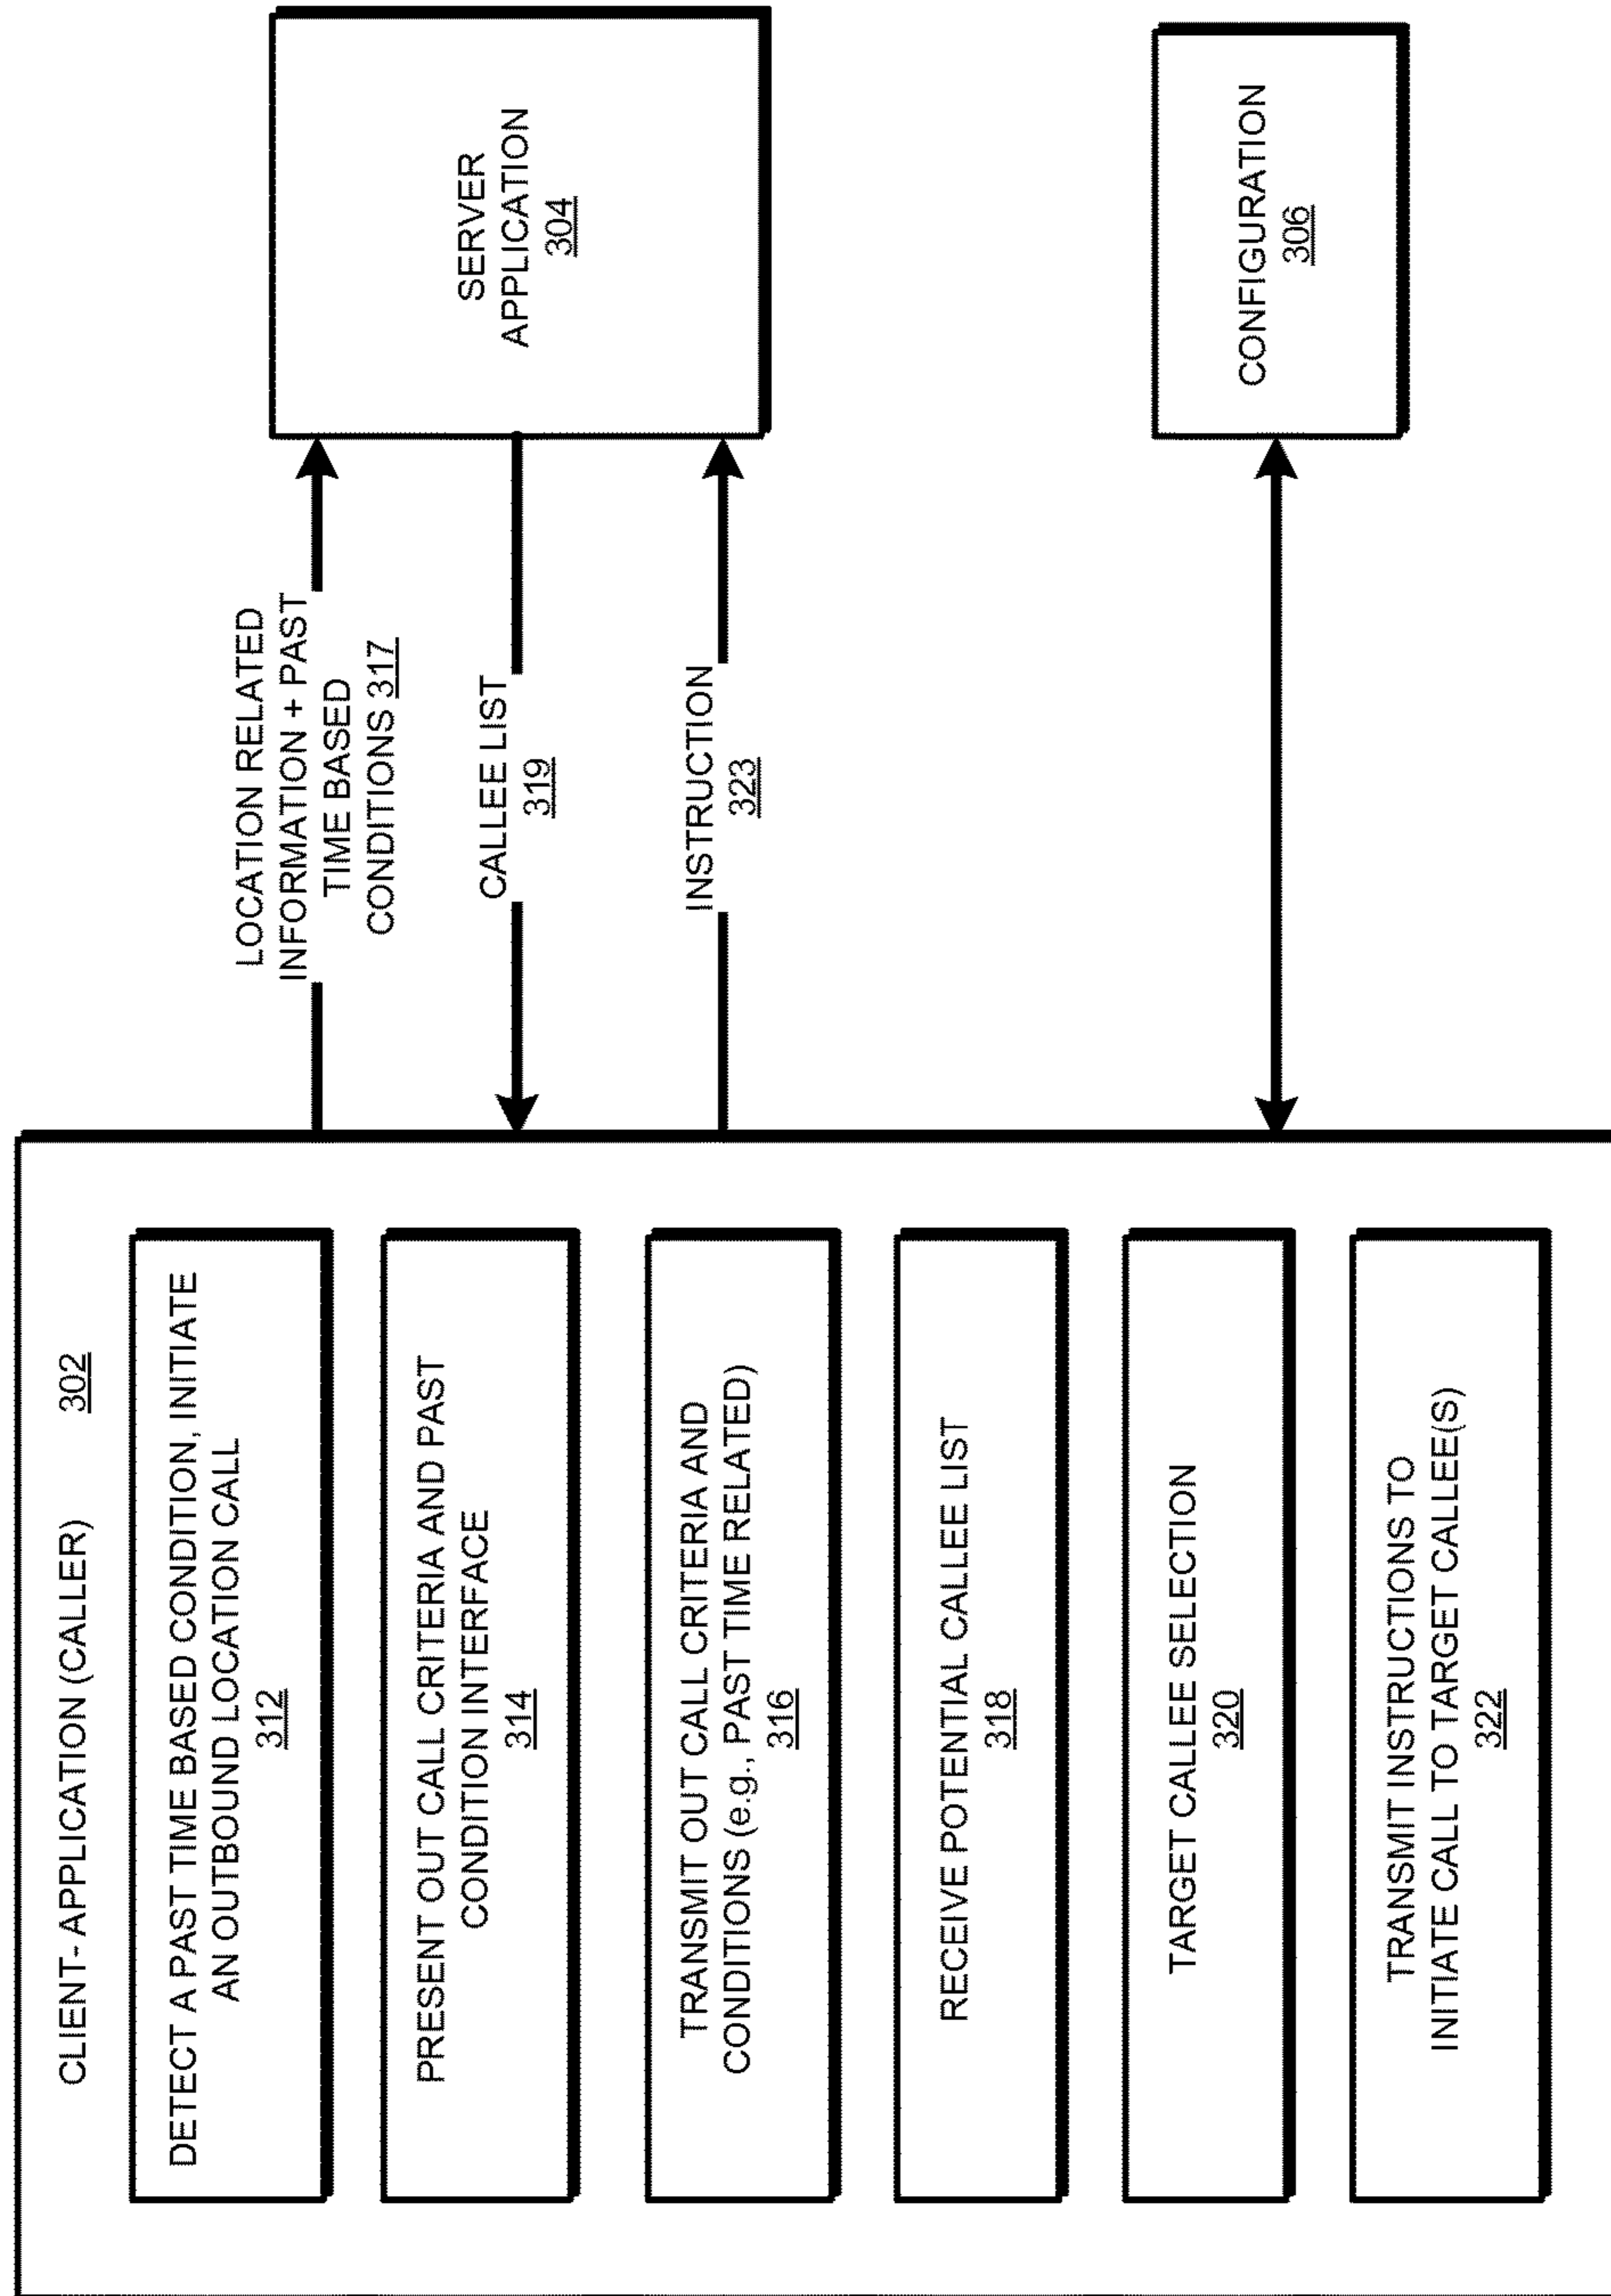 CLIENT- APPLICATION (CALLER) 302
DETECT A PAST TIME BASED CONDITION, INITIATE
AN OUTBOUND LOCATION CALL
312
PRESENT OUT CALL CRITERIA AND PAST
CONDITION INTERFACE
314
TRANSMIT OUT CALL CRITERIA AND
CONDITIONS (e.g., PAST TIME RELATED)
316
RECEIVE POTENTIAL CALLEE LIST
318
TARGET CALLEE SELECTION
320
TRANSMIT INSTRUCTIONS TO
INITIATE CALL TO TARGET CALLEE(S)
322
LOCATION RELATED
INFORMATION + PAST
TIME BASED
CONDITIONS 317
CALLEE LIST
319
INSTRUCTION
323
SERVER
APPLICATION
304
CONFIGURATION
306